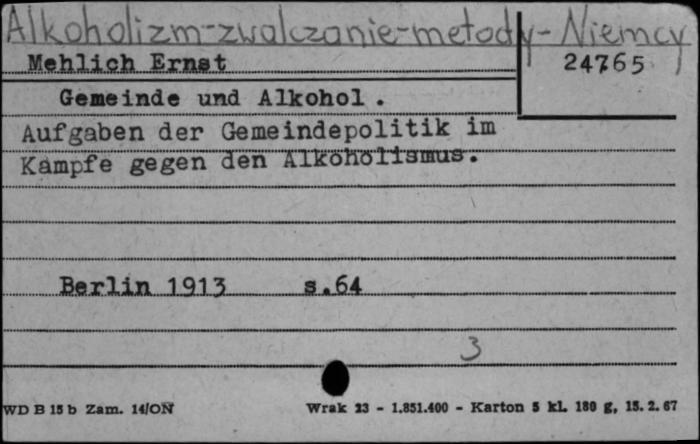 Alkoholizm-zwalczanie-metody-Niemcy
Mehlich Ernst
24765
Gemeinde und Alkohol.
Aufgaben der Gemeindepolitik im
Kampfe gegen den Alkoholismus.
Berlin 1913 s.64
3
WD B 15 b Zam. 14/ON
Wrak 23 - 1.851.400 - Karton 5 kl. 180 g, 15. 2. 67